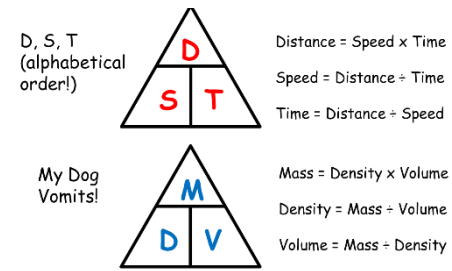 D, S, T
(alphabetical
order!)
D
S T
Distance = Speed x Time
Speed = Distance ÷ Time
Time = Distance ÷ Speed
My Dog
Vomits!
M
D V
Mass = Density x Volume
Density = Mass ÷ Volume
Volume = Mass ÷ Density